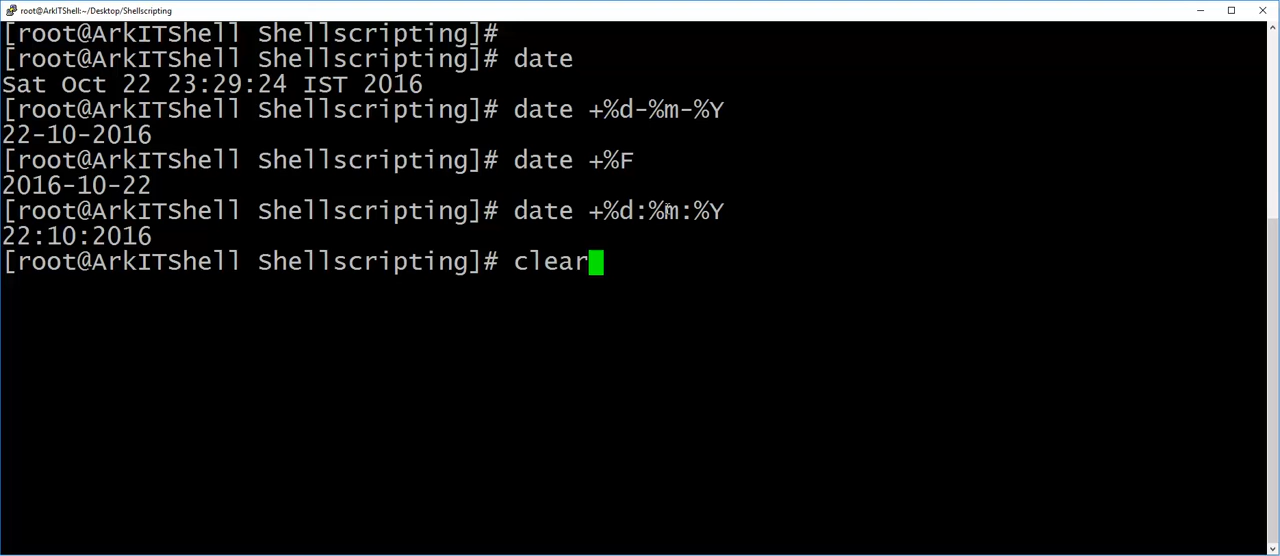 root@ArkITShell:~/Desktop/Shellscripting
[root@ArkITShell Shellscripting]#
[root@ArkITShell Shellscripting]# date
Sat Oct 22 23:29:24 IST 2016
[root@ArkITShell Shellscripting]# date +%d-%m-%Y
22-10-2016
[root@ArkITShell Shellscripting]# date +%F
2016-10-22
[root@ArkITShell Shellscripting]# date +%d:%m:%Y
22:10:2016
[root@ArkITShell Shellscripting]# clear